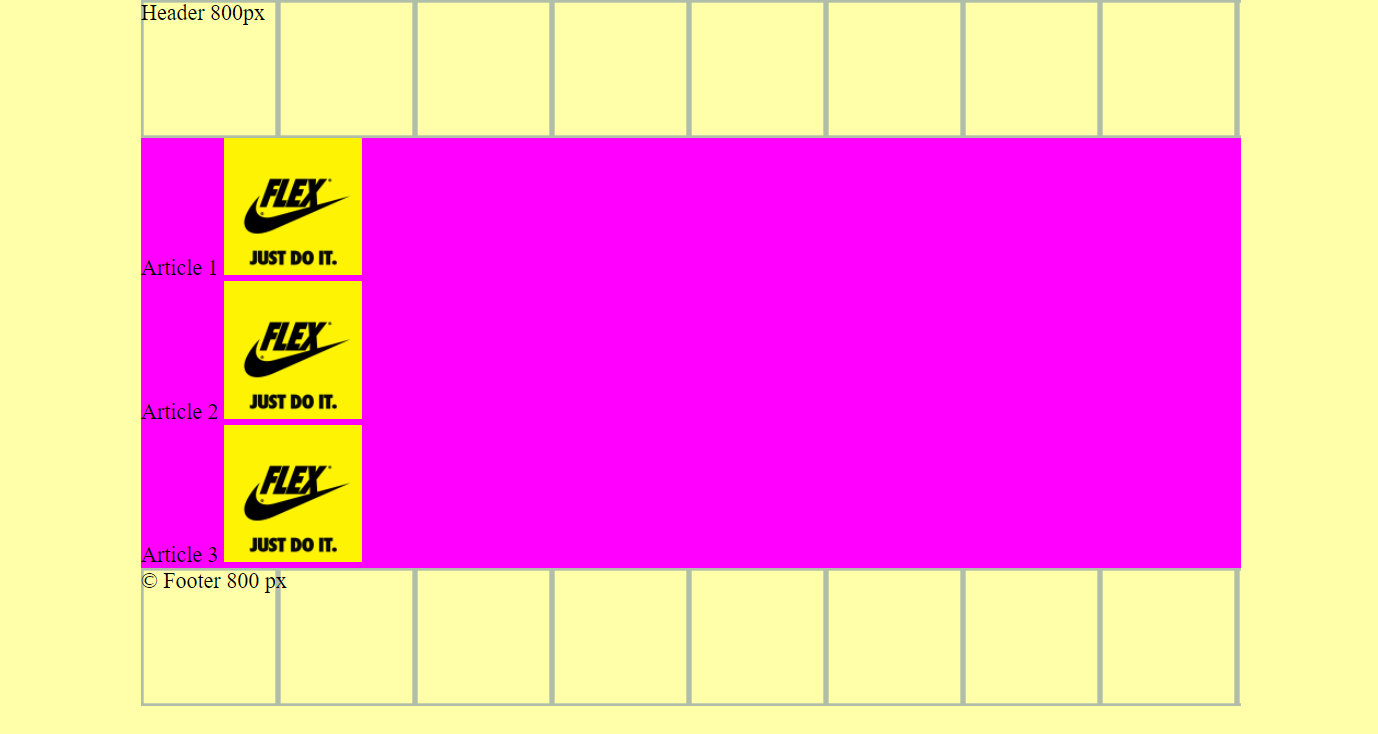 Header 800px
FLEX
JUST DO IT.
Article 1
FLEX
JUST DO IT.
Article 2
FLEX
JUST DO IT.
Article 3
© Footer 800 px